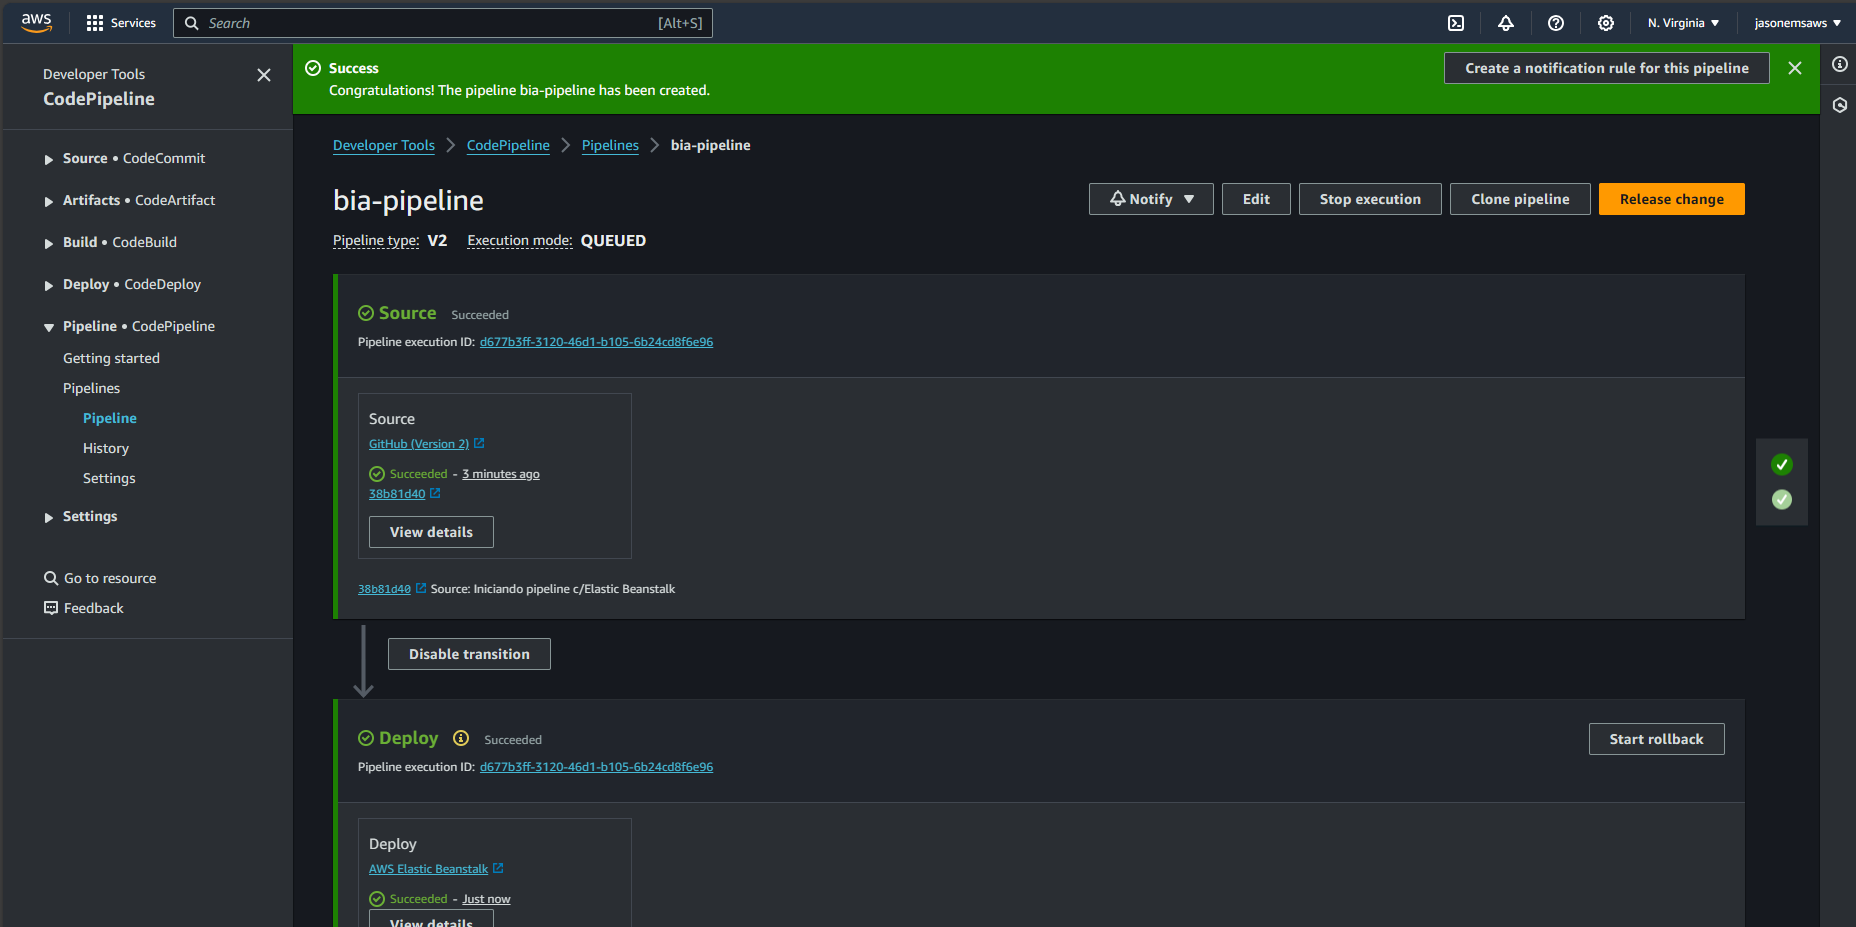 aws
Services
Search
[Alt+S]
N. Virginia
jasonemsaws
Developer Tools
CodePipeline
Source • CodeCommit
Artifacts • CodeArtifact
Build • CodeBuild
Deploy • CodeDeploy
Pipeline • CodePipeline
Getting started
Pipelines
Pipeline
History
Settings
Settings
Go to resource
Feedback
Success
Congratulations! The pipeline bia-pipeline has been created.
Create a notification rule for this pipeline
Developer Tools
CodePipeline
Pipelines
bia-pipeline
bia-pipeline
Notify
Edit
Stop execution
Clone pipeline
Release change
Pipeline type: V2 Execution mode: QUEUED
Source Succeeded
Pipeline execution ID: d677b3ff-3120-46d1-b105-6b24cd8f6e96
Source
GitHub (Version 2)
Succeeded - 3 minutes ago
38b81d40
View details
38b81d40 Source: Iniciando pipeline c/Elastic Beanstalk
Disable transition
Deploy Succeeded
Start rollback
Pipeline execution ID: d677b3ff-3120-46d1-b105-6b24cd8f6e96
Deploy
AWS Elastic Beanstalk
Succeeded - Just now
View details